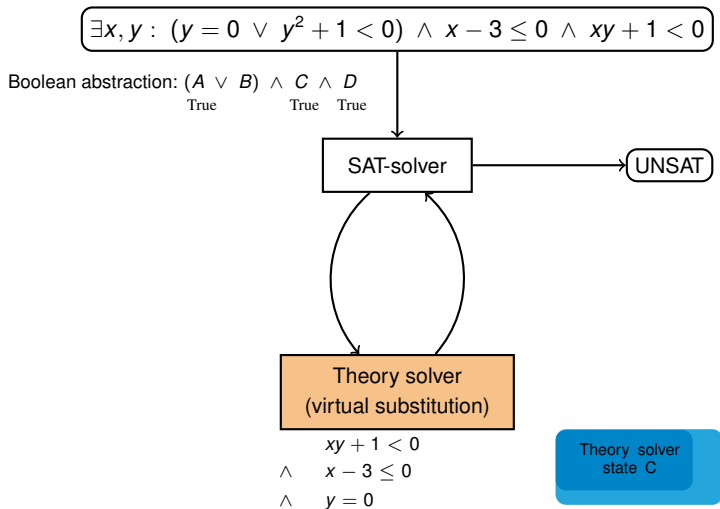 ∃x, y : (y = 0 ∨ y² + 1 < 0) ∧ x − 3 ≤ 0 ∧ xy + 1 < 0
Boolean abstraction: (A ∨ B) ∧ C ∧ D
True True True
SAT-solver
UNSAT
Theory solver
(virtual substitution)
xy + 1 < 0
∧ x − 3 ≤ 0
∧ y = 0
Theory solver
state C